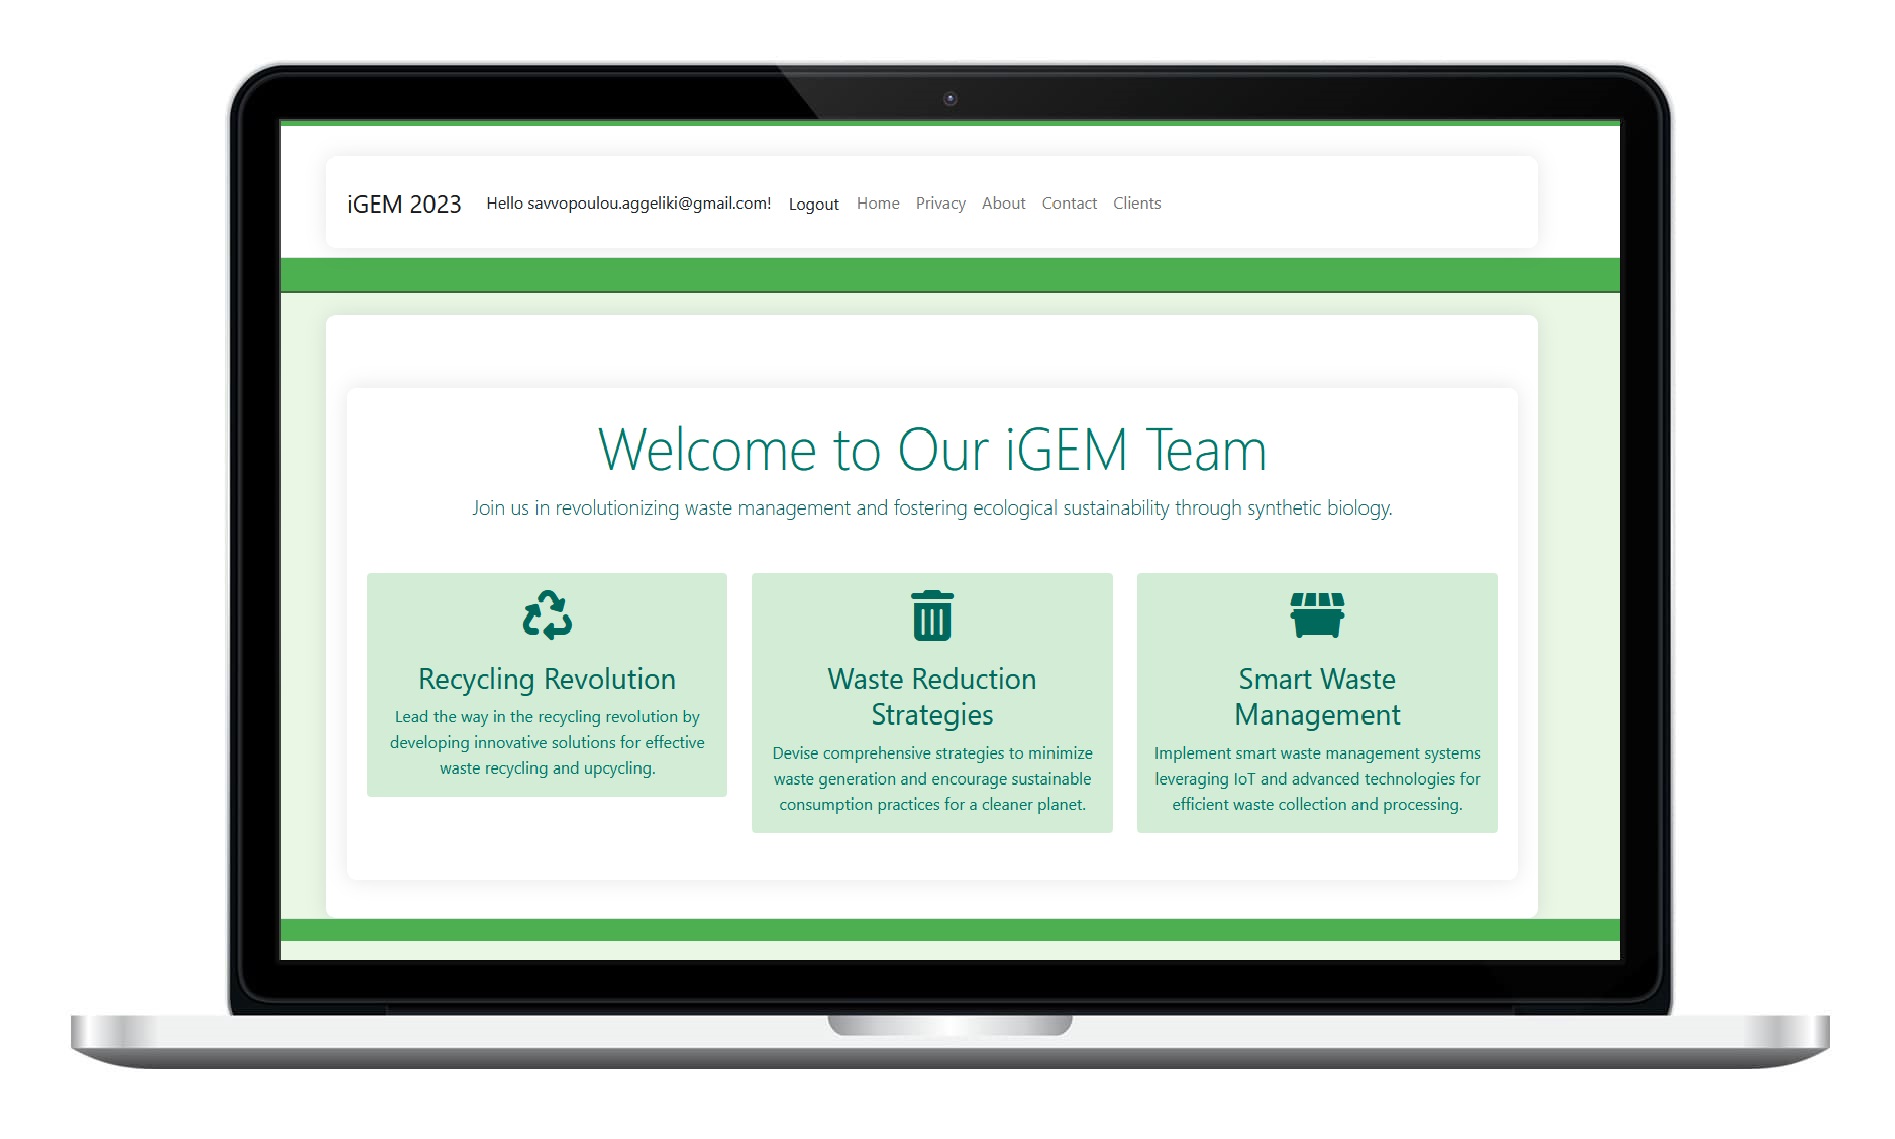 iGEM 2023 Hello savvopoulou.aggeliki@gmail.com! Logout Home Privacy About Contact Clients
Welcome to Our iGEM Team
Join us in revolutionizing waste management and fostering ecological sustainability through synthetic biology.
Recycling Revolution
Lead the way in the recycling revolution by
developing innovative solutions for effective
waste recycling and upcycling.
Waste Reduction
Strategies
Devise comprehensive strategies to minimize
waste generation and encourage sustainable
consumption practices for a cleaner planet.
Smart Waste
Management
Implement smart waste management systems
leveraging IoT and advanced technologies for
efficient waste collection and processing.